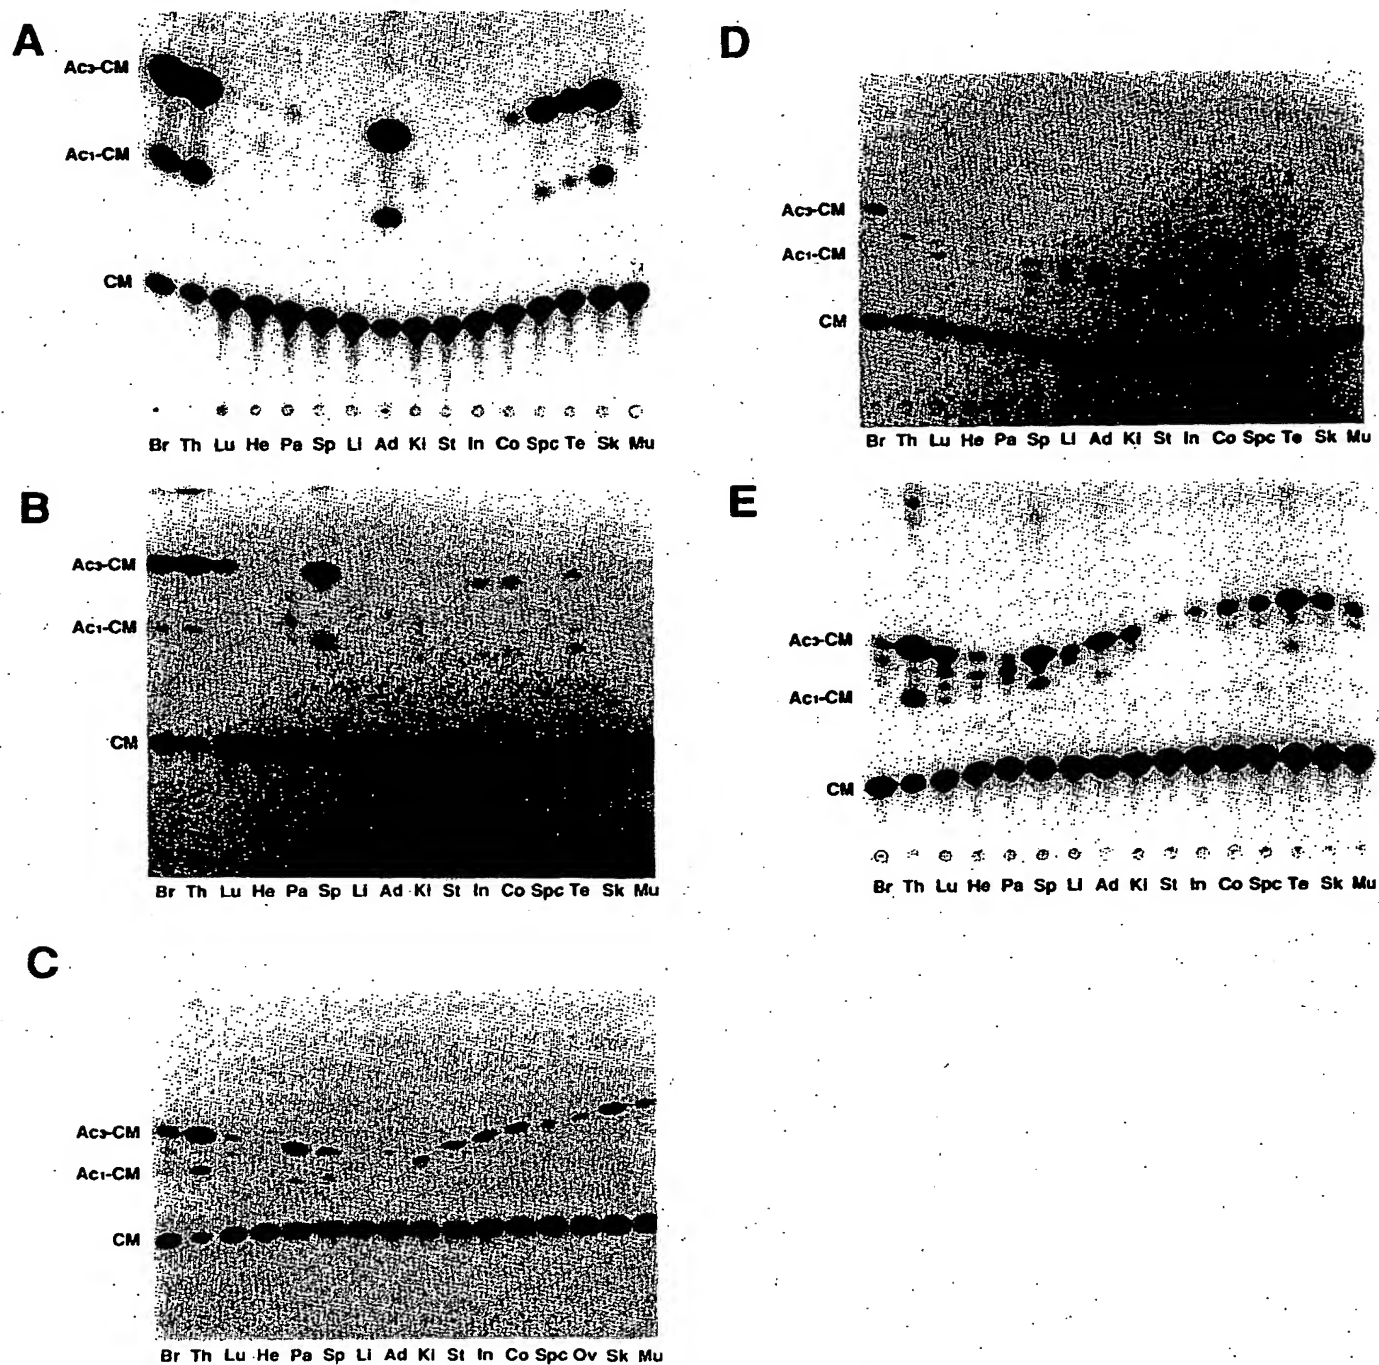 A
Ac₃-CM
Ac₁-CM
CM
Br Th Lu He Pa Sp Li Ad Ki St In Co Spc Te Sk Mu
B
Ac₃-CM
Ac₁-CM
CM
Br Th Lu He Pa Sp Li Ad Ki St In Co Spc Te Sk Mu
C
Ac₃-CM
Ac₁-CM
CM
Br Th Lu He Pa Sp Li Ad Ki St In Co Spc Ov Sk Mu
D
Ac₃-CM
Ac₁-CM
CM
Br Th Lu He Pa Sp Li Ad Ki St In Co Spc Te Sk Mu
E
Ac₃-CM
Ac₁-CM
CM
Br Th Lu He Pa Sp Li Ad Ki St In Co Spc Te Sk Mu